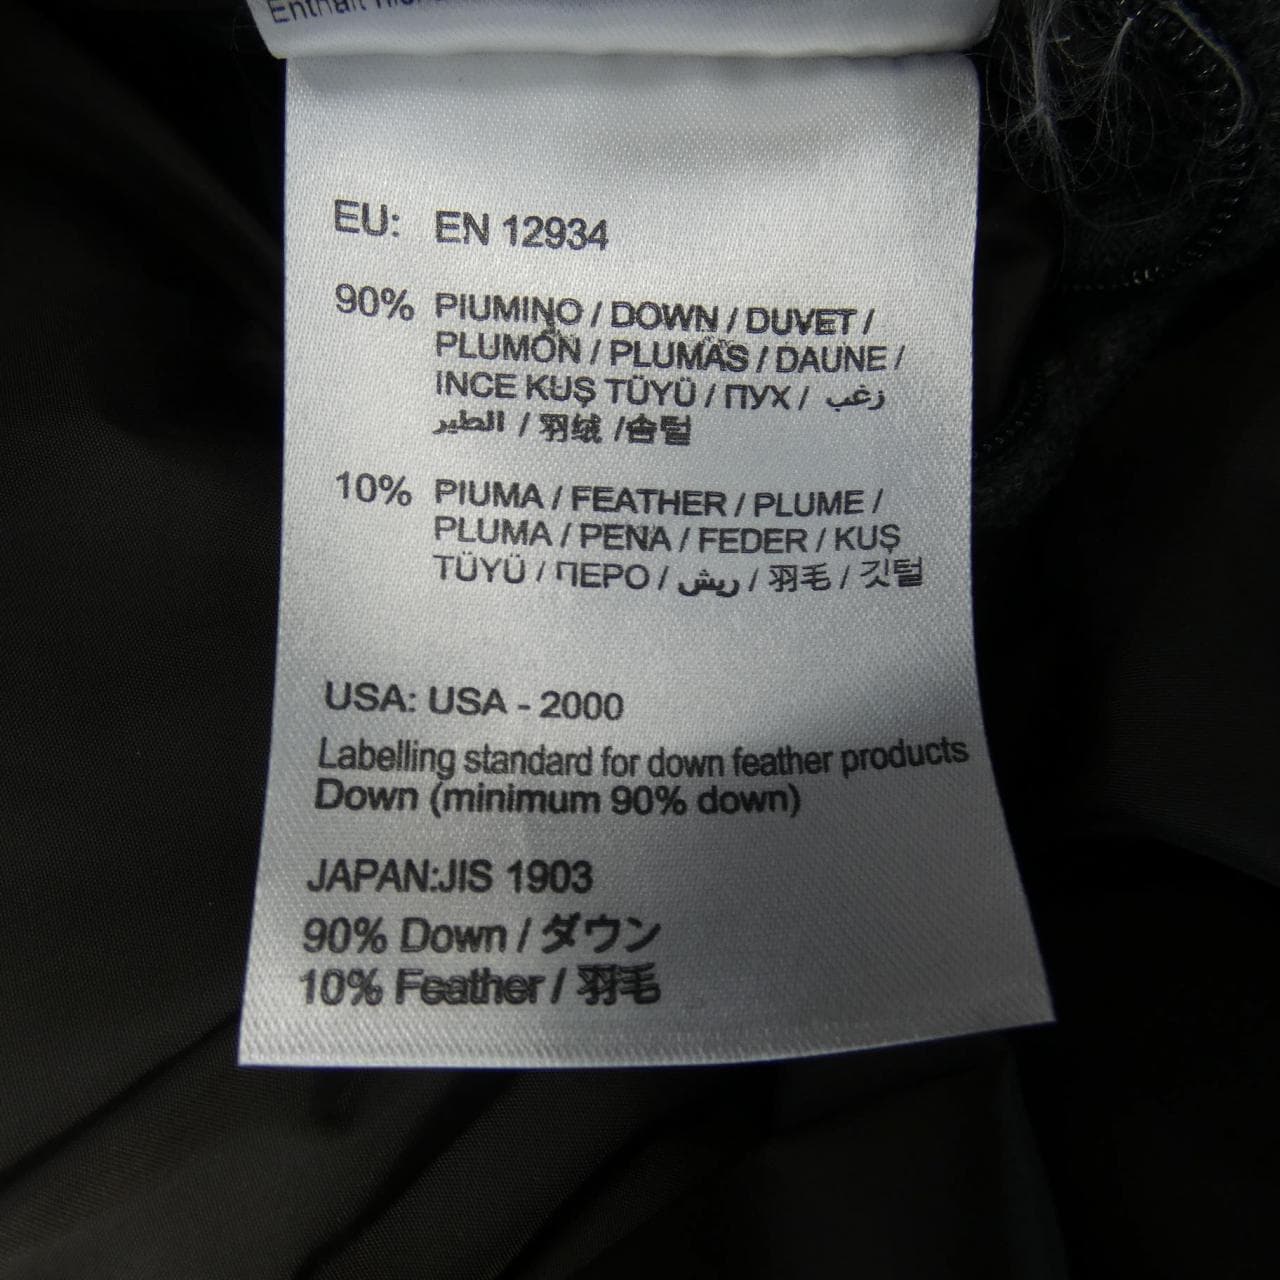 Enthält
EU: EN 12934
90% PIUMINO / DOWN / DUVET /
PLUMÓN / PLUMAS / DAUNE /
INCE KUŞ TÜYÜ / ПУХ / زغب
الطير / 羽绒 /솜털
10% PIUMA / FEATHER / PLUME /
PLUMA / PENA / FEDER / KUŞ
TÜYÜ / ПЕРО / ريش / 羽毛 / 깃털
USA: USA - 2000
Labelling standard for down feather products
Down (minimum 90% down)
JAPAN:JIS 1903
90% Down / ダウン
10% Feather / 羽毛